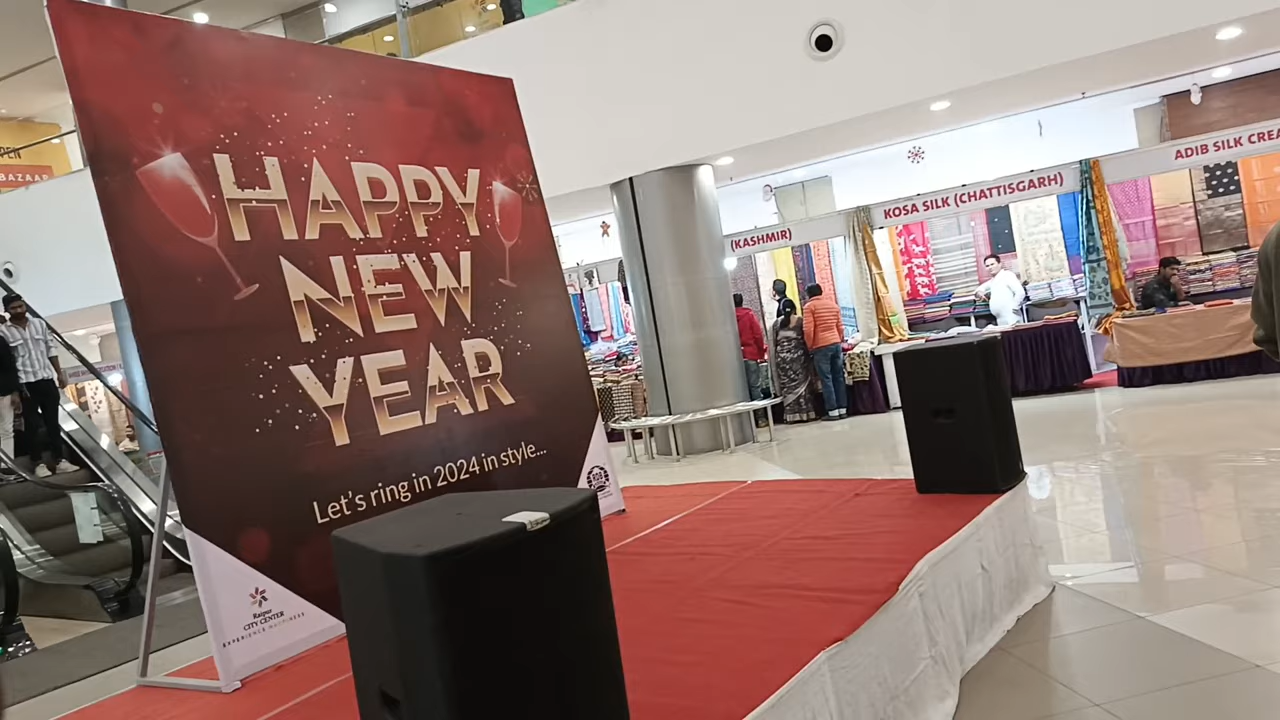 HAPPY
NEW
YEAR
Let's ring in 2024 in style...
Raipur
CITY CENTER
EXPERIENCE HAPPINESS
BAZAAR
(KASHMIR)
KOSA SILK (CHATTISGARH)
ADIB SILK CREA